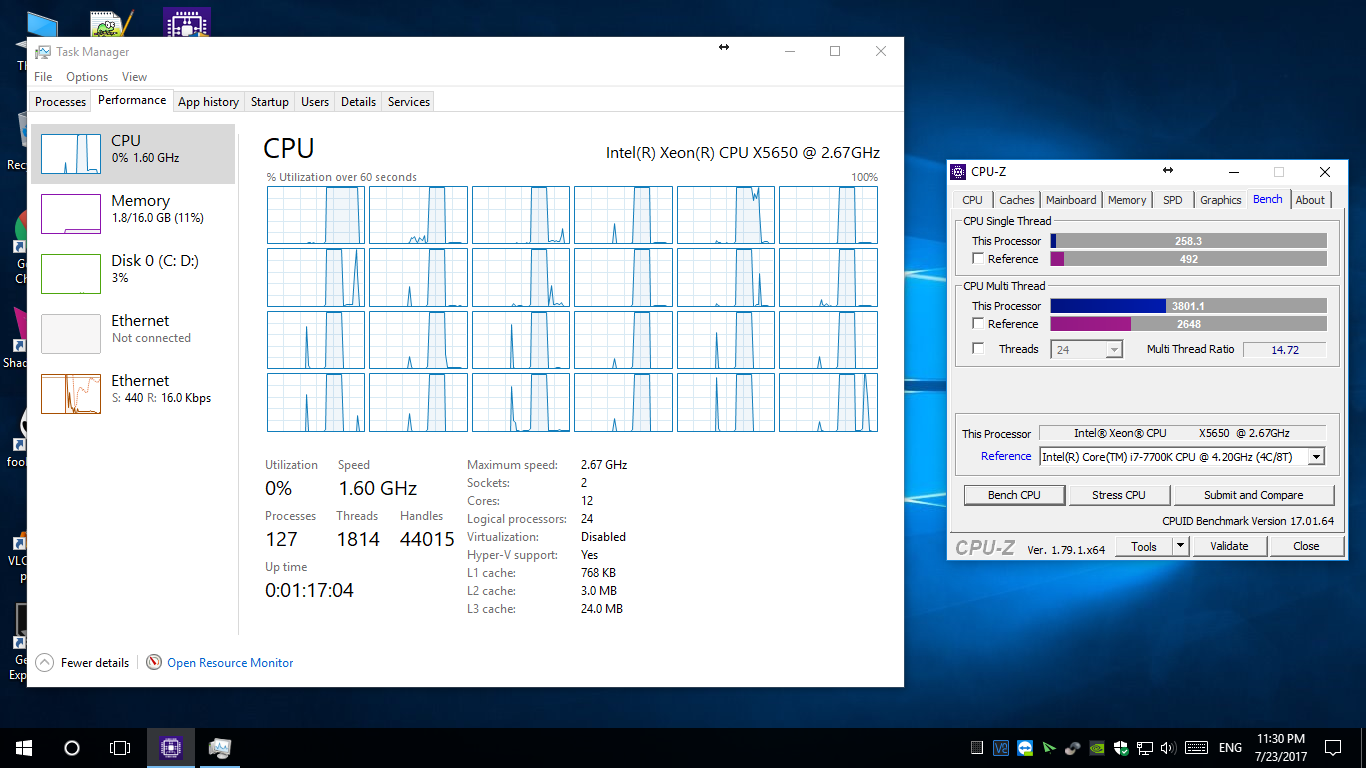 Task Manager
File Options View
Processes Performance App history Startup Users Details Services
CPU
0% 1.60 GHz
Memory
1.8/16.0 GB (11%)
Disk 0 (C: D:)
3%
Ethernet
Not connected
Ethernet
S: 440 R: 16.0 Kbps
CPU
Intel(R) Xeon(R) CPU X5650 @ 2.67GHz
% Utilization over 60 seconds 100%
Utilization Speed
0% 1.60 GHz
Processes Threads Handles
127 1814 44015
Up time
0:01:17:04
Maximum speed: 2.67 GHz
Sockets: 2
Cores: 12
Logical processors: 24
Virtualization: Disabled
Hyper-V support: Yes
L1 cache: 768 KB
L2 cache: 3.0 MB
L3 cache: 24.0 MB
Fewer details Open Resource Monitor
CPU-Z
CPU Caches Mainboard Memory SPD Graphics Bench About
CPU Single Thread
This Processor 258.3
Reference 492
CPU Multi Thread
This Processor 3801.1
Reference 2648
Threads 24 Multi Thread Ratio 14.72
This Processor Intel® Xeon® CPU X5650 @ 2.67GHz
Reference Intel(R) Core(TM) i7-7700K CPU @ 4.20GHz (4C/8T)
Bench CPU Stress CPU Submit and Compare
CPUID Benchmark Version 17.01.64
CPU-Z Ver. 1.79.1.x64 Tools Validate Close
Th
Recy
Go
Ch
Shad
foo
VLC
p
Ge
Exp
ENG
11:30 PM
7/23/2017